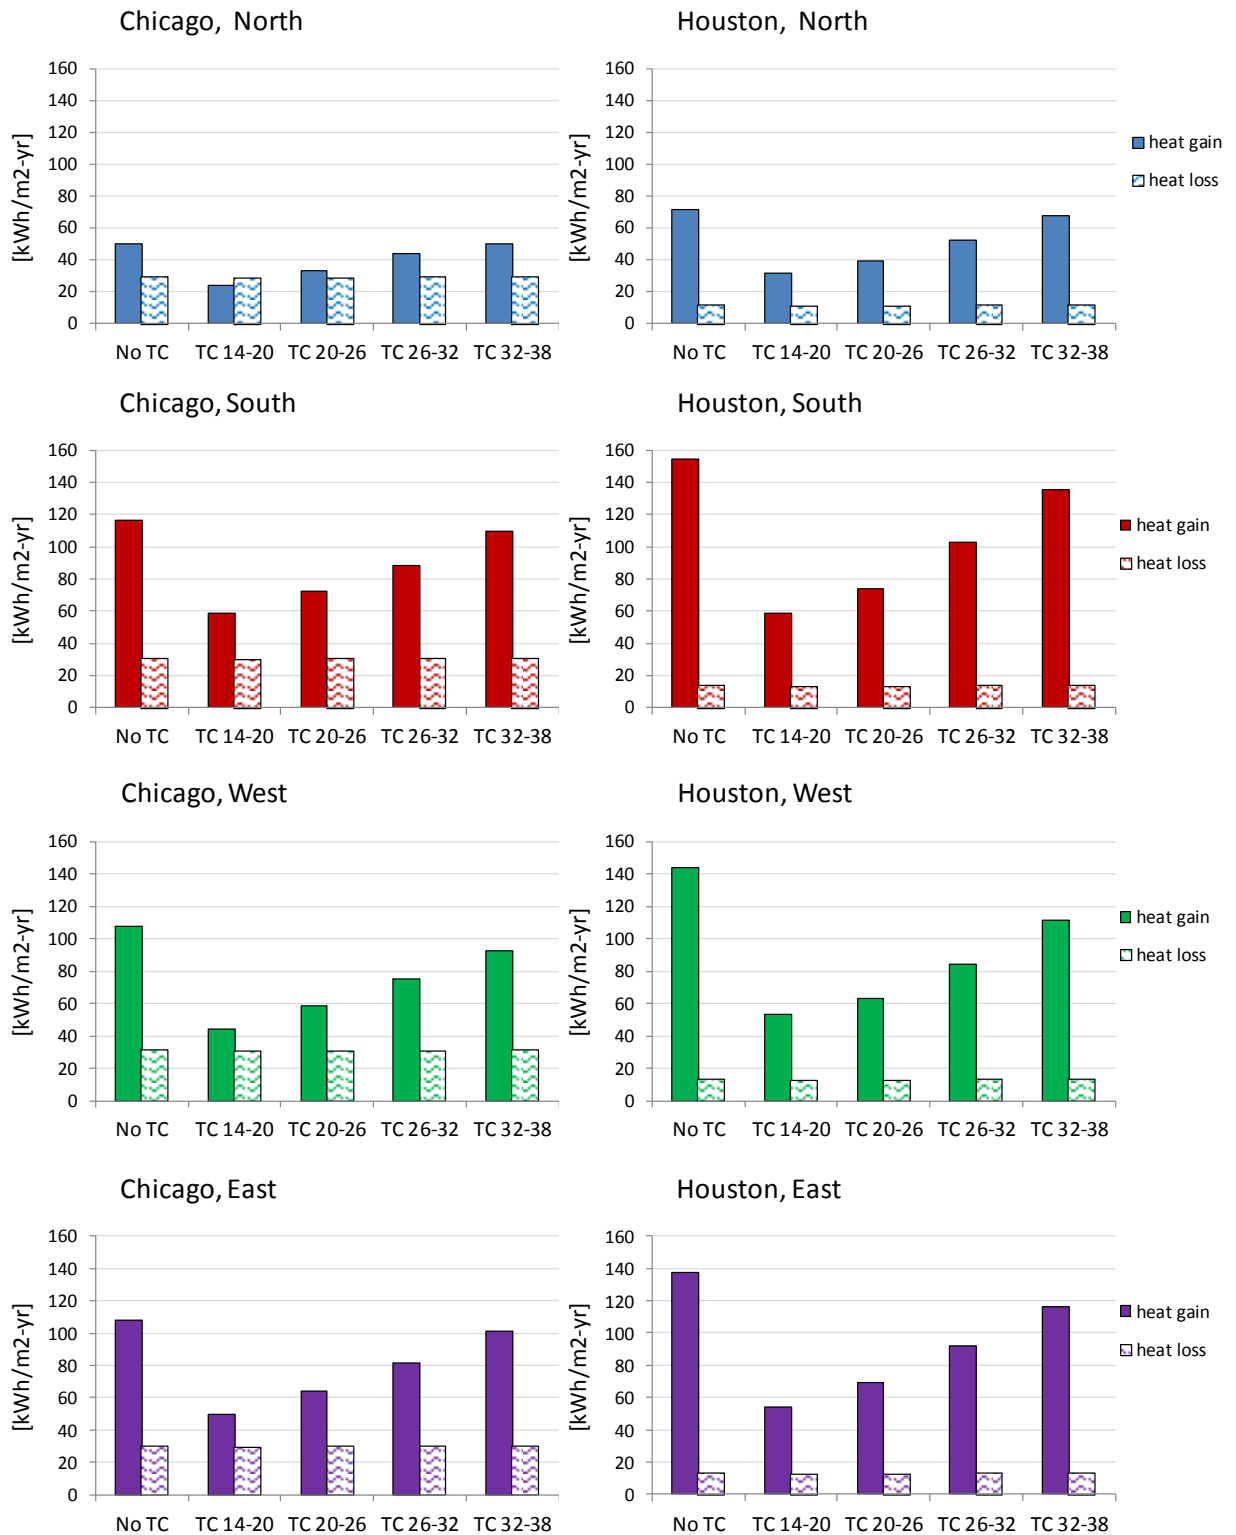 Chicago, North
Houston, North
[kWh/m2-yr]
160
140
120
100
80
60
40
20
0
No TC TC 14-20 TC 20-26 TC 26-32 TC 32-38
[kWh/m2-yr]
160
140
120
100
80
60
40
20
0
No TC TC 14-20 TC 20-26 TC 26-32 TC 32-38
heat gain
heat loss
Chicago, South
Houston, South
[kWh/m2-yr]
160
140
120
100
80
60
40
20
0
No TC TC 14-20 TC 20-26 TC 26-32 TC 32-38
[kWh/m2-yr]
160
140
120
100
80
60
40
20
0
No TC TC 14-20 TC 20-26 TC 26-32 TC 32-38
heat gain
heat loss
Chicago, West
Houston, West
[kWh/m2-yr]
160
140
120
100
80
60
40
20
0
No TC TC 14-20 TC 20-26 TC 26-32 TC 32-38
[kWh/m2-yr]
160
140
120
100
80
60
40
20
0
No TC TC 14-20 TC 20-26 TC 26-32 TC 32-38
heat gain
heat loss
Chicago, East
Houston, East
[kWh/m2-yr]
160
140
120
100
80
60
40
20
0
No TC TC 14-20 TC 20-26 TC 26-32 TC 32-38
[kWh/m2-yr]
160
140
120
100
80
60
40
20
0
No TC TC 14-20 TC 20-26 TC 26-32 TC 32-38
heat gain
heat loss